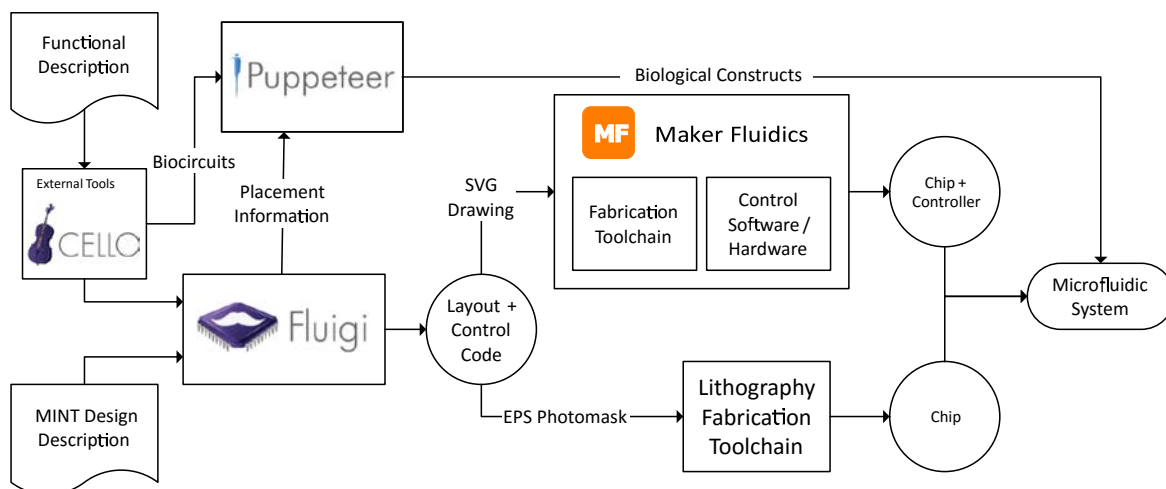 Functional
Description
Puppeteer
Biological Constructs
MF
Maker Fluidics
Biocircuits
External Tools
CELLO
Placement
Information
SVG
Drawing
Fabrication
Toolchain
Control
Software /
Hardware
Chip +
Controller
Microfluidic
System
Fluigi
Layout +
Control
Code
MINT Design
Description
EPS Photomask
Lithography
Fabrication
Toolchain
Chip